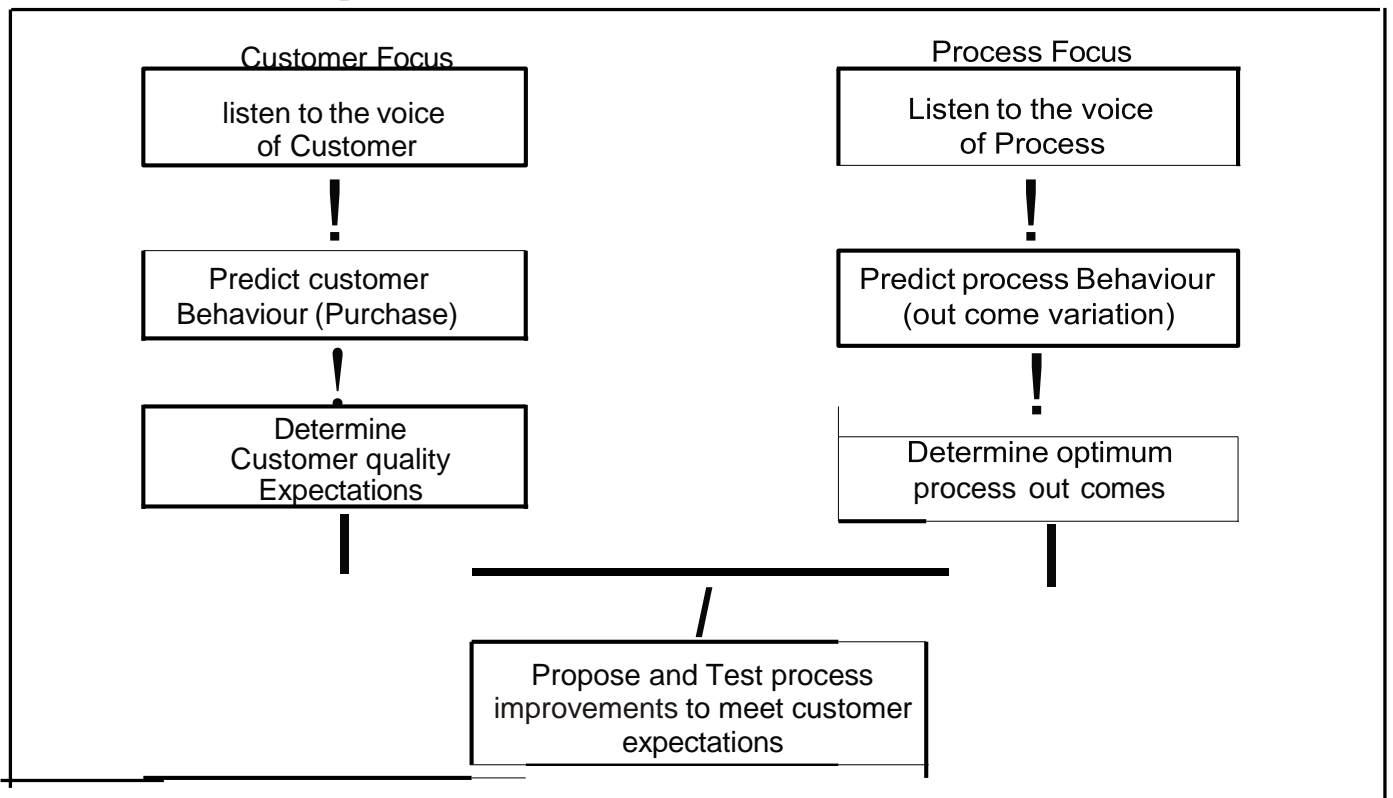 Customer Focus
listen to the voice
of Customer
Predict customer
Behaviour (Purchase)
Determine
Customer quality
Expectations
Process Focus
Listen to the voice
of Process
Predict process Behaviour
(out come variation)
Determine optimum
process out comes
Propose and Test process
improvements to meet customer
expectations